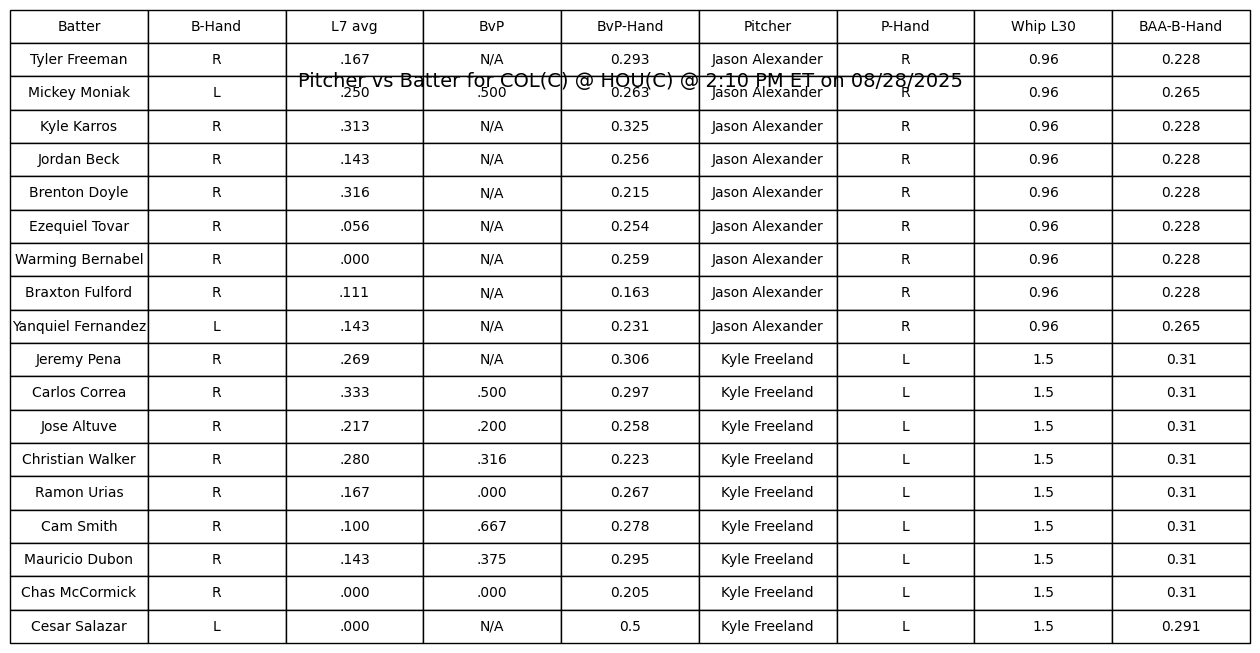 Batter B-Hand L7 avg BvP BvP-Hand Pitcher P-Hand Whip L30 BAA-B-Hand
Tyler Freeman R .167 N/A 0.293 Jason Alexander R 0.96 0.228
Pitcher vs Batter for COL(C) @ HOU(C) @ 2:10 PM ET on 08/28/2025
Mickey Moniak L .250 .500 0.263 Jason Alexander R 0.96 0.265
Kyle Karros R .313 N/A 0.325 Jason Alexander R 0.96 0.228
Jordan Beck R .143 N/A 0.256 Jason Alexander R 0.96 0.228
Brenton Doyle R .316 N/A 0.215 Jason Alexander R 0.96 0.228
Ezequiel Tovar R .056 N/A 0.254 Jason Alexander R 0.96 0.228
Warming Bernabel R .000 N/A 0.259 Jason Alexander R 0.96 0.228
Braxton Fulford R .111 N/A 0.163 Jason Alexander R 0.96 0.228
Yanquiel Fernandez L .143 N/A 0.231 Jason Alexander R 0.96 0.265
Jeremy Pena R .269 N/A 0.306 Kyle Freeland L 1.5 0.31
Carlos Correa R .333 .500 0.297 Kyle Freeland L 1.5 0.31
Jose Altuve R .217 .200 0.258 Kyle Freeland L 1.5 0.31
Christian Walker R .280 .316 0.223 Kyle Freeland L 1.5 0.31
Ramon Urias R .167 .000 0.267 Kyle Freeland L 1.5 0.31
Cam Smith R .100 .667 0.278 Kyle Freeland L 1.5 0.31
Mauricio Dubon R .143 .375 0.295 Kyle Freeland L 1.5 0.31
Chas McCormick R .000 .000 0.205 Kyle Freeland L 1.5 0.31
Cesar Salazar L .000 N/A 0.5 Kyle Freeland L 1.5 0.291